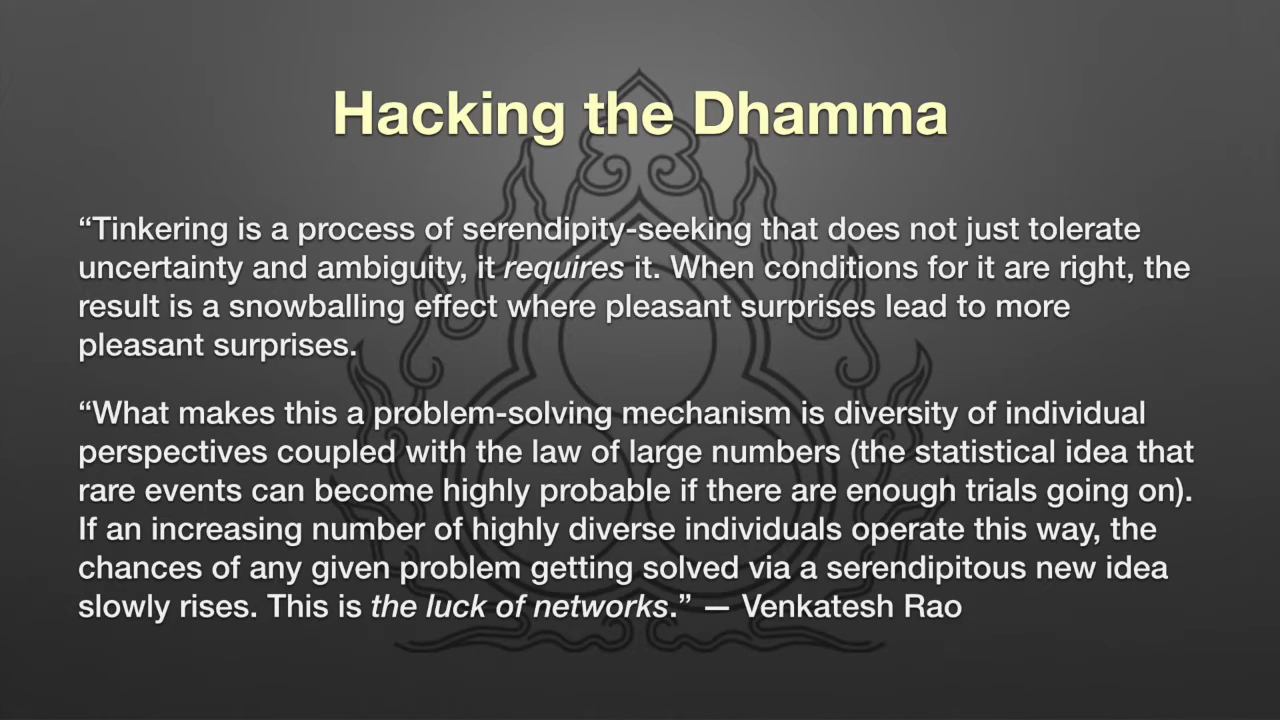 Hacking the Dhamma
“Tinkering is a process of serendipity-seeking that does not just tolerate
uncertainty and ambiguity, it requires it. When conditions for it are right, the
result is a snowballing effect where pleasant surprises lead to more
pleasant surprises.
“What makes this a problem-solving mechanism is diversity of individual
perspectives coupled with the law of large numbers (the statistical idea that
rare events can become highly probable if there are enough trials going on).
If an increasing number of highly diverse individuals operate this way, the
chances of any given problem getting solved via a serendipitous new idea
slowly rises. This is the luck of networks.” — Venkatesh Rao